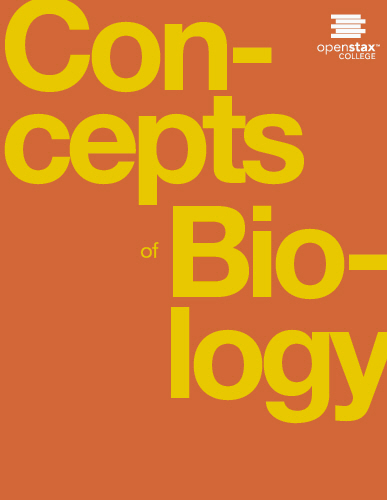 openstax™
COLLEGE
Con-
cepts
of Bio-
logy